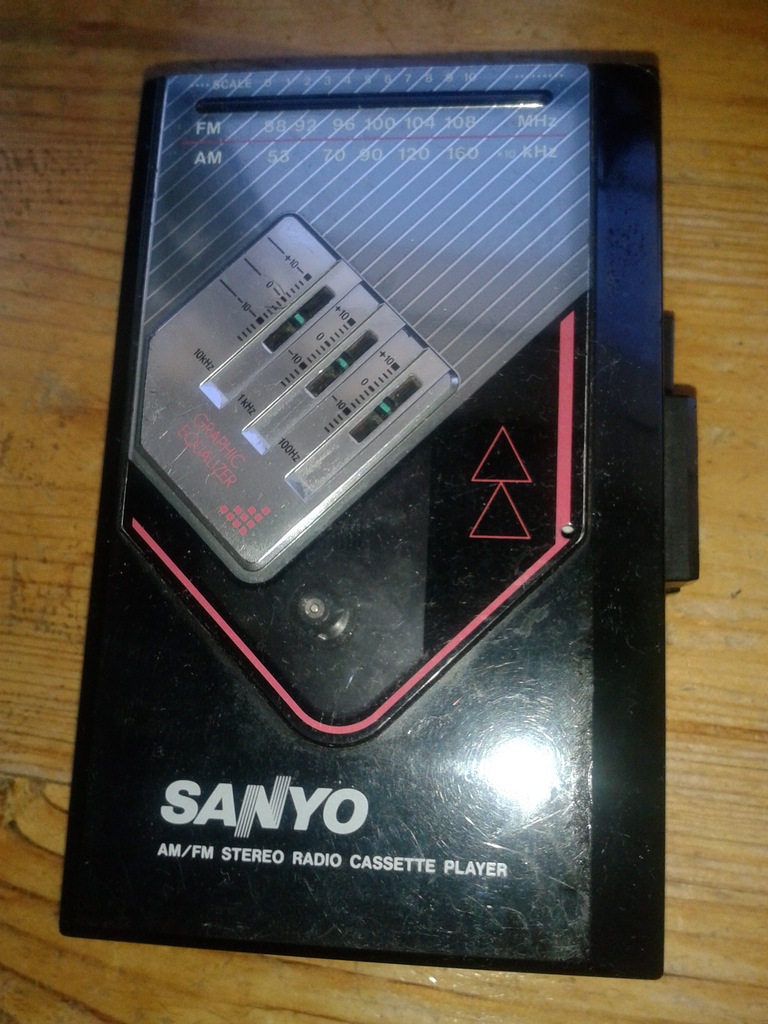 SCALE 0 1 2 3 4 5 6 7 8 9 10
FM 88 92 96 100 104 108 MHz
AM 53 70 90 120 160 ×10 kHz
+10
0
-10
10kHz
+10
0
-10
1kHz
+10
0
-10
100Hz
GRAPHIC
EQUALIZER
SANYO
AM/FM STEREO RADIO CASSETTE PLAYER